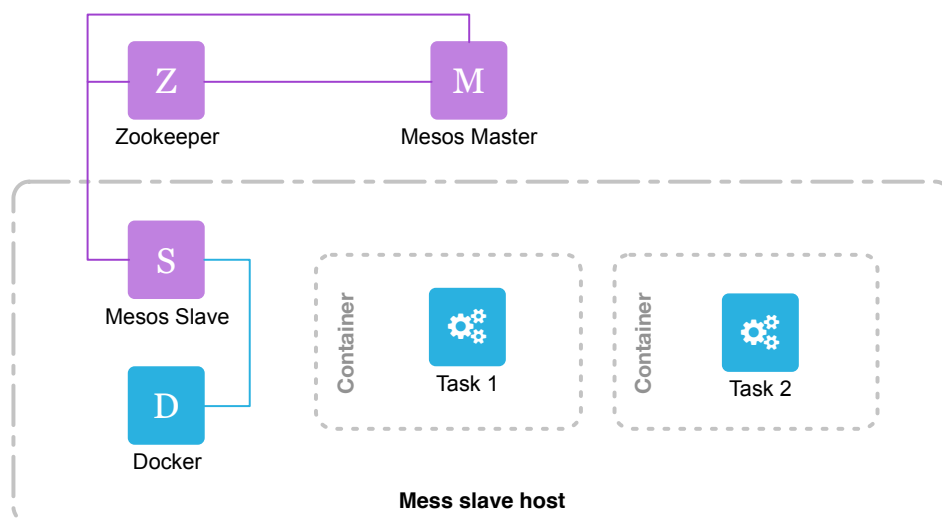 Z
M
Zookeeper
Mesos Master
S
Mesos Slave
Container
Task 1
Container
Task 2
D
Docker
Mess slave host